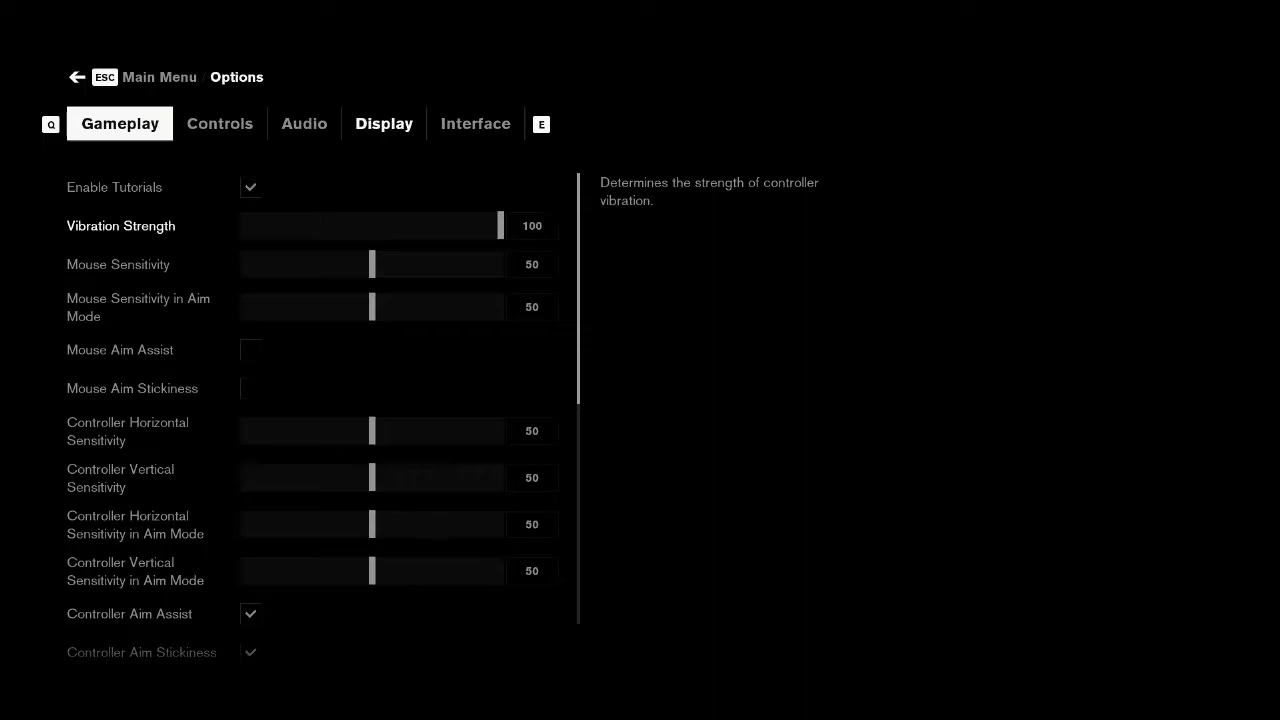 ESC Main Menu / Options
Q Gameplay Controls Audio Display Interface E
Enable Tutorials
Determines the strength of controller
vibration.
Vibration Strength 100
Mouse Sensitivity 50
Mouse Sensitivity in Aim
Mode 50
Mouse Aim Assist
Mouse Aim Stickiness
Controller Horizontal
Sensitivity 50
Controller Vertical
Sensitivity 50
Controller Horizontal
Sensitivity in Aim Mode 50
Controller Vertical
Sensitivity in Aim Mode 50
Controller Aim Assist
Controller Aim Stickiness